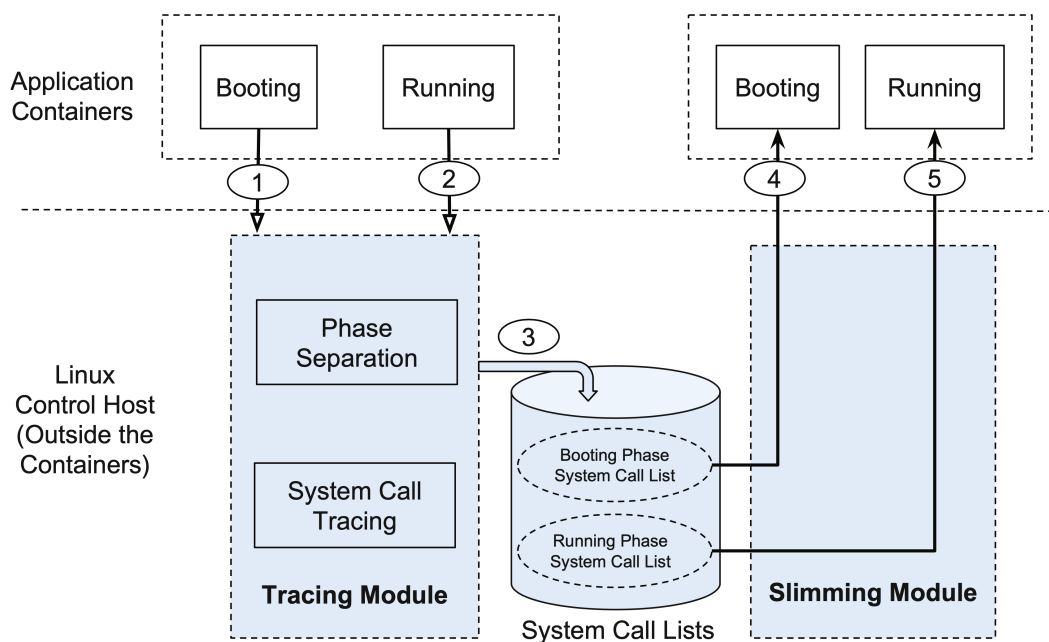 Application
Containers
Booting
Running
Booting
Running
1
2
4
5
Phase
Separation
3
Linux
Control Host
(Outside the
Containers)
Booting Phase
System Call List
System Call
Tracing
Running Phase
System Call List
Tracing Module
Slimming Module
System Call Lists